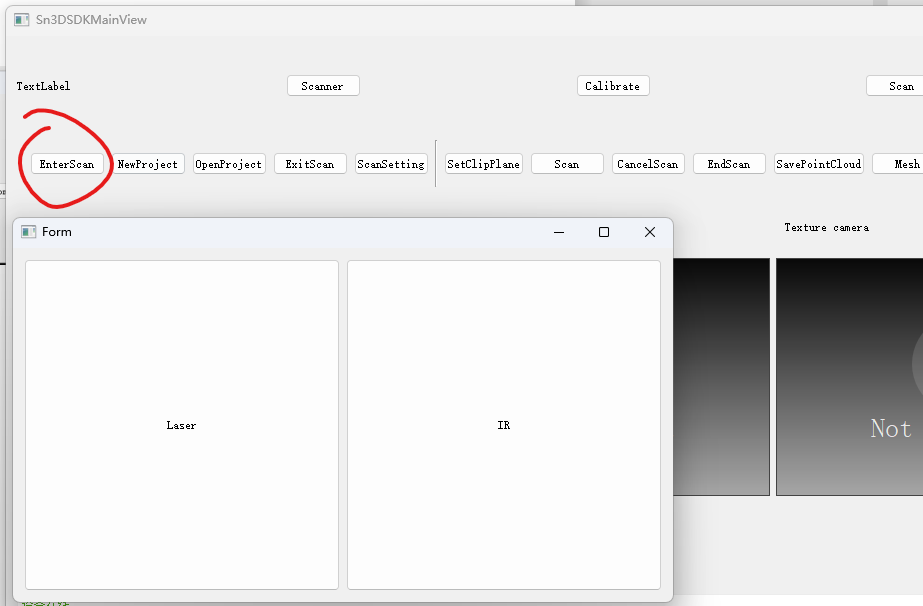 Sn3DSDKMainView
TextLabel Scanner Calibrate Scan
EnterScan NewProject OpenProject ExitScan ScanSetting SetClipPlane Scan CancelScan EndScan SavePointCloud Mesh
Form
Texture camera
Laser IR
Not